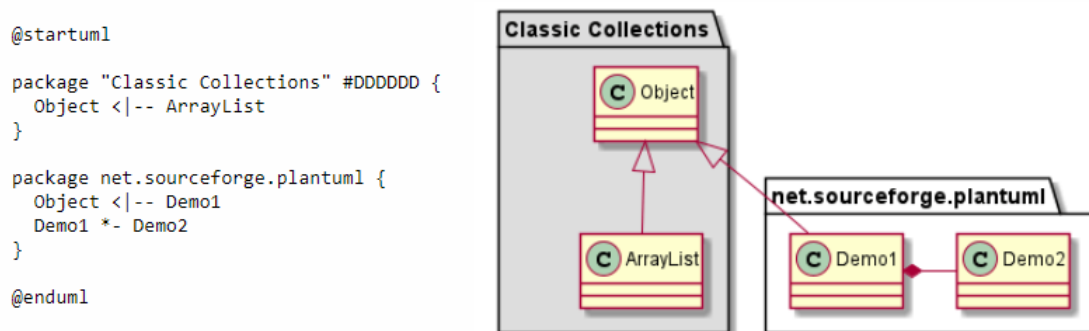 @startuml
package "Classic Collections" #DDDDDD {
Object <|-- ArrayList
}
package net.sourceforge.plantuml {
Object <|-- Demo1
Demo1 *- Demo2
}
@enduml
Classic Collections
C Object
C ArrayList
net.sourceforge.plantuml
C Demo1
C Demo2